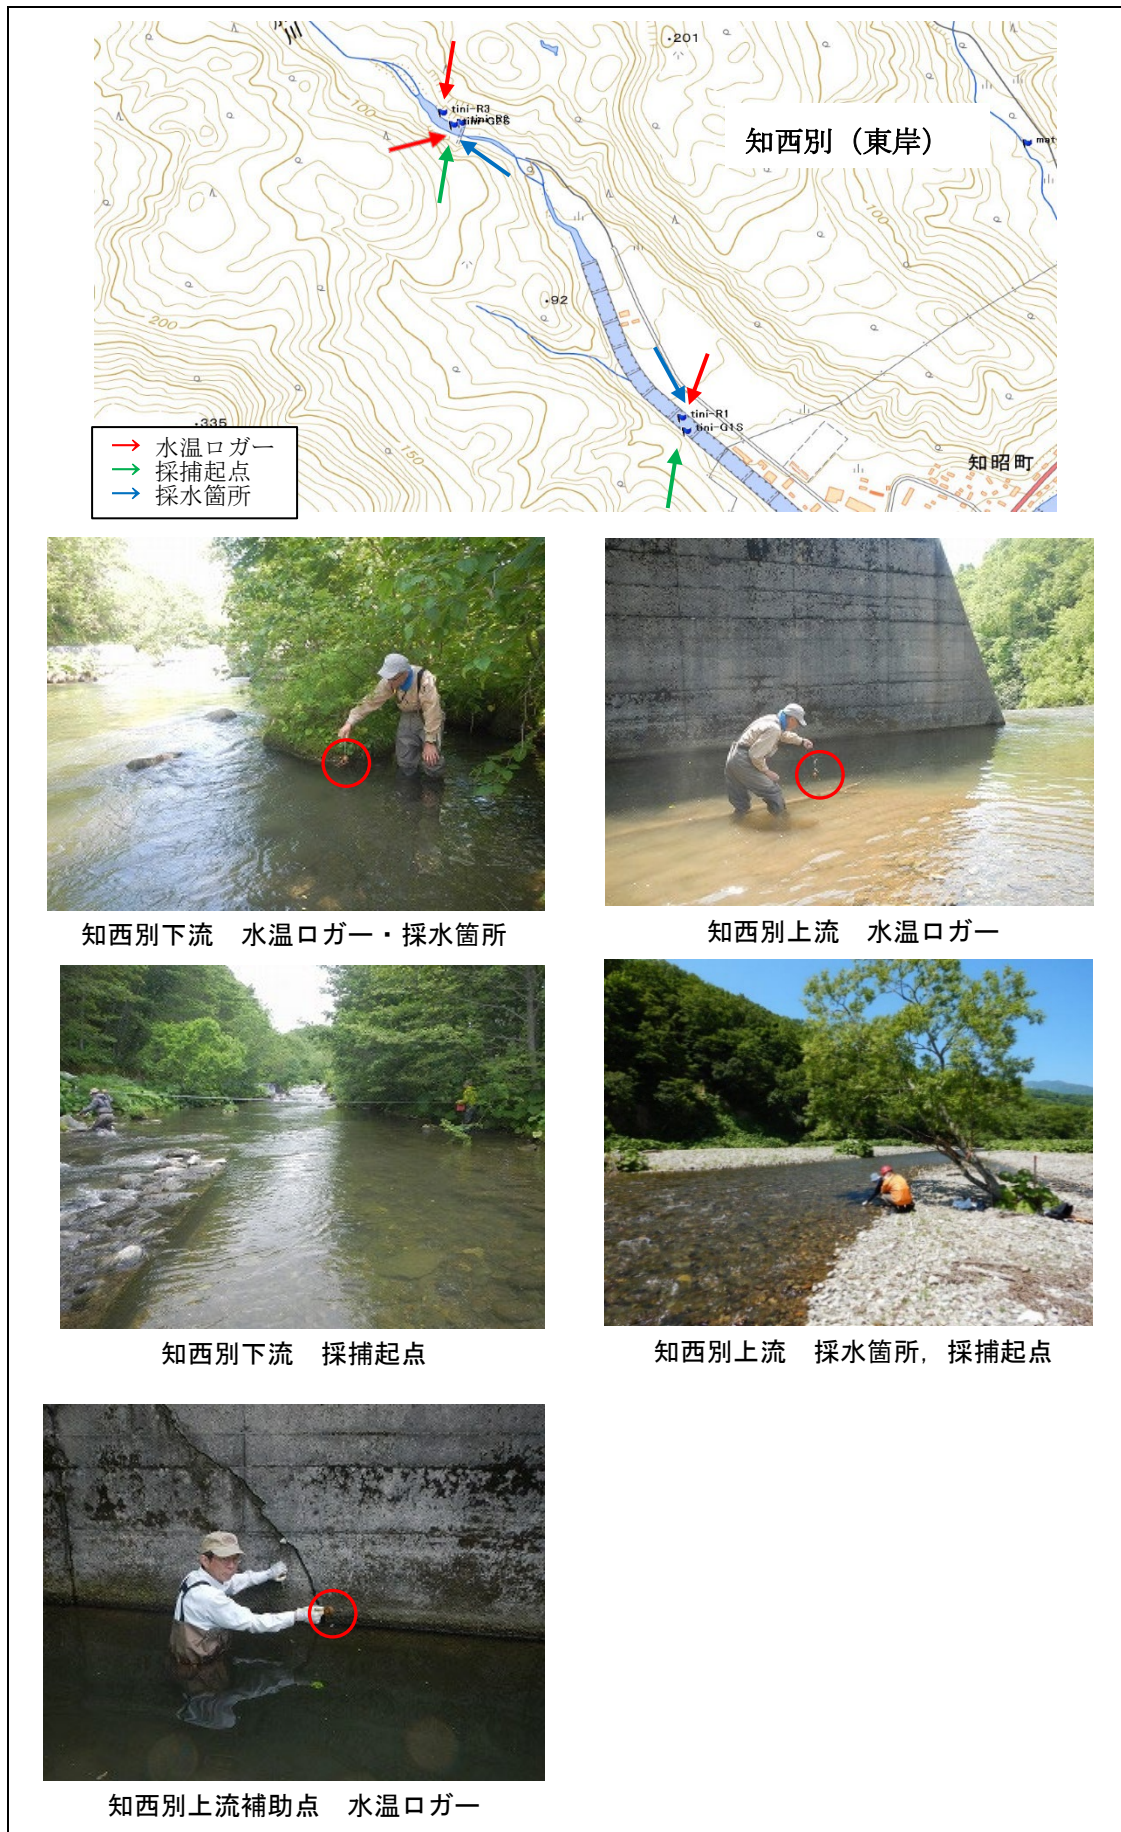 川
201
tini-R3
100
知西別（東岸）
mat
100
92
200
335
150
tini-R1
tini-G1S
知昭町
水温ロガー
採捕起点
採水箇所
知西別下流　水温ロガー・採水箇所
知西別上流　水温ロガー
知西別下流　採捕起点
知西別上流　採水箇所，採捕起点
知西別上流補助点　水温ロガー